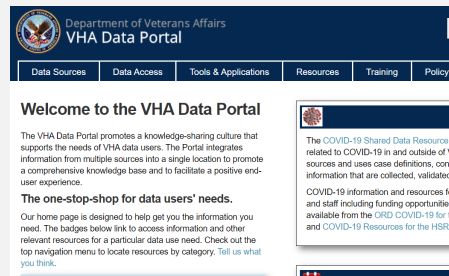 Department of Veterans Affairs
VHA Data Portal
Data Sources Data Access Tools & Applications Resources Training Policy
Welcome to the VHA Data Portal
The VHA Data Portal promotes a knowledge-sharing culture that
supports the needs of VHA data users. The Portal integrates
information from multiple sources into a single location to promote
a comprehensive knowledge base and to facilitate a positive end-
user experience.
The one-stop-shop for data users' needs.
Our home page is designed to help get you the information you
need. The badges below link to access information and other
relevant resources for a particular data use need. Check out the
top navigation menu to locate resources by category. Tell us what
you think.
The COVID-19 Shared Data Resource
related to COVID-19 in and outside of
sources and uses case definitions, con
information that are collected, validated
COVID-19 information and resources f
and staff including funding opportunities
available from the ORD COVID-19 for
and COVID-19 Resources for the HSR